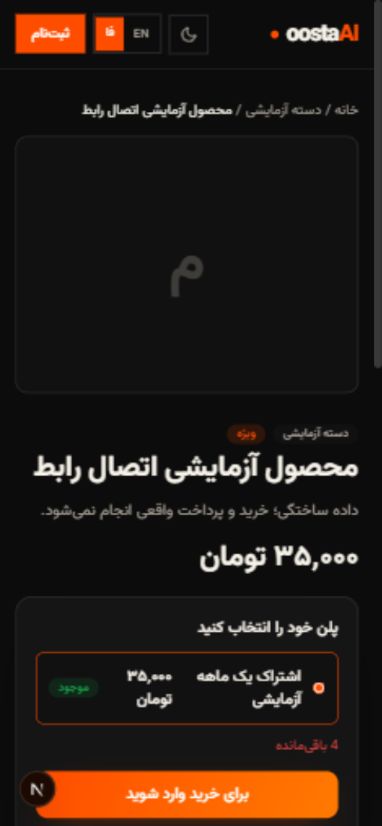 oostaAI
EN
فا
ثبت‌نام
خانه / دسته آزمایشی / محصول آزمایشی اتصال رابط
م
دسته آزمایشی
ویژه
محصول آزمایشی اتصال رابط
داده ساختگی؛ خرید و پرداخت واقعی انجام نمی‌شود.
۳۵,۰۰۰ تومان
پلن خود را انتخاب کنید
اشتراک یک ماهه
آزمایشی
۳۵,۰۰۰
تومان
موجود
4 باقی‌مانده
برای خرید وارد شوید
N